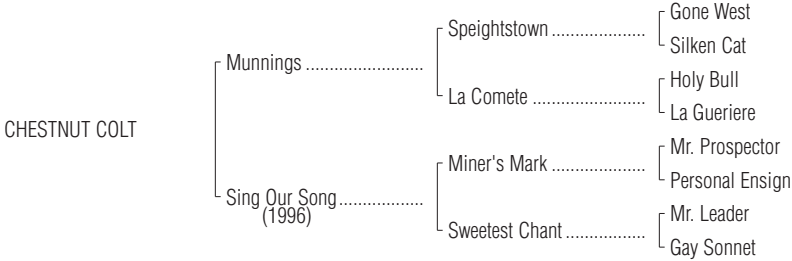 Gone West
Speightstown ....................
Silken Cat
Munnings .........................
Holy Bull
La Comete ........................
La Gueriere
CHESTNUT COLT
Mr. Prospector
Miner's Mark ....................
Personal Ensign
Sing Our Song..................
(1996)
Mr. Leader
Sweetest Chant .................
Gay Sonnet